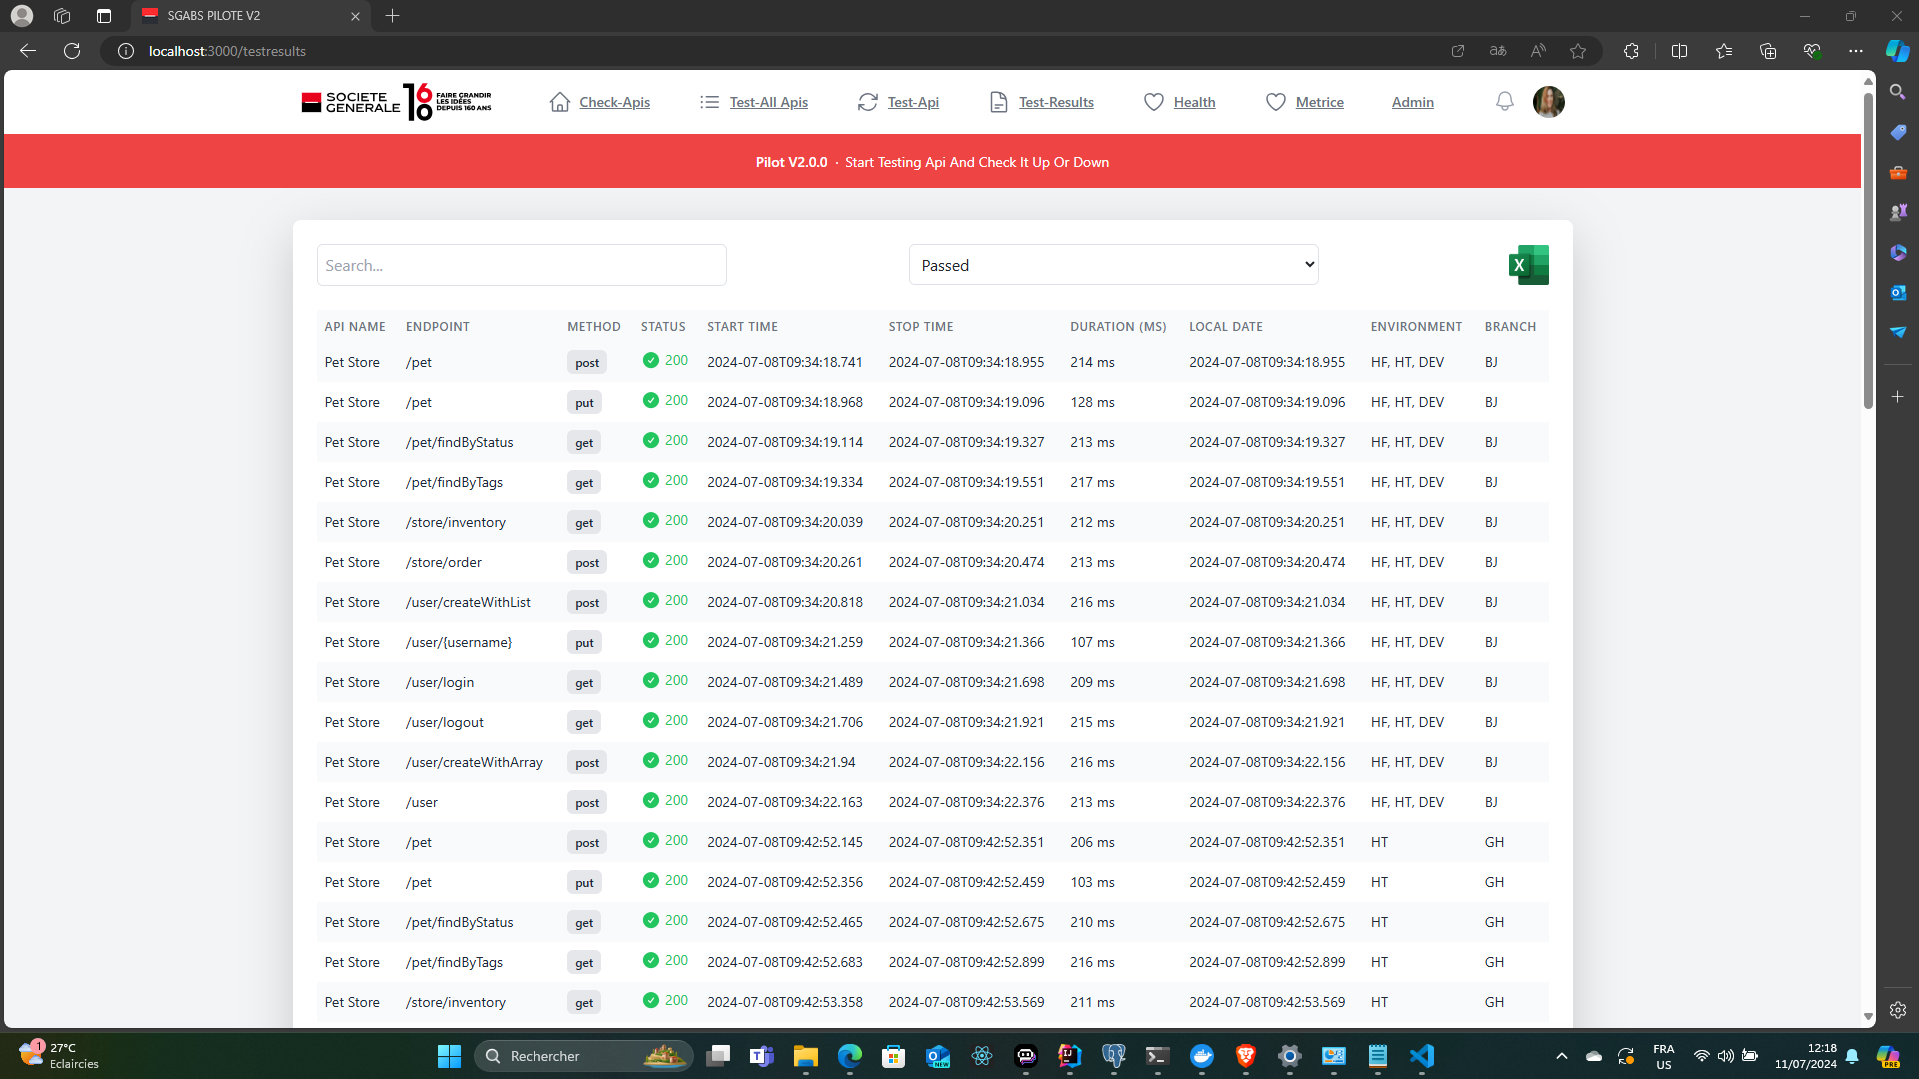 SGABS PILOTE V2
localhost:3000/testresults
SOCIETE GENERALE 160 FAIRE GRANDIR LES IDÉES DEPUIS 160 ANS
Check-Apis Test-All Apis Test-Api Test-Results Health Metrice Admin
Pilot V2.0.0 · Start Testing Api And Check It Up Or Down
Search... Passed
API NAME ENDPOINT METHOD STATUS START TIME STOP TIME DURATION (MS) LOCAL DATE ENVIRONMENT BRANCH
Pet Store /pet post 200 2024-07-08T09:34:18.741 2024-07-08T09:34:18.955 214 ms 2024-07-08T09:34:18.955 HF, HT, DEV BJ
Pet Store /pet put 200 2024-07-08T09:34:18.968 2024-07-08T09:34:19.096 128 ms 2024-07-08T09:34:19.096 HF, HT, DEV BJ
Pet Store /pet/findByStatus get 200 2024-07-08T09:34:19.114 2024-07-08T09:34:19.327 213 ms 2024-07-08T09:34:19.327 HF, HT, DEV BJ
Pet Store /pet/findByTags get 200 2024-07-08T09:34:19.334 2024-07-08T09:34:19.551 217 ms 2024-07-08T09:34:19.551 HF, HT, DEV BJ
Pet Store /store/inventory get 200 2024-07-08T09:34:20.039 2024-07-08T09:34:20.251 212 ms 2024-07-08T09:34:20.251 HF, HT, DEV BJ
Pet Store /store/order post 200 2024-07-08T09:34:20.261 2024-07-08T09:34:20.474 213 ms 2024-07-08T09:34:20.474 HF, HT, DEV BJ
Pet Store /user/createWithList post 200 2024-07-08T09:34:20.818 2024-07-08T09:34:21.034 216 ms 2024-07-08T09:34:21.034 HF, HT, DEV BJ
Pet Store /user/{username} put 200 2024-07-08T09:34:21.259 2024-07-08T09:34:21.366 107 ms 2024-07-08T09:34:21.366 HF, HT, DEV BJ
Pet Store /user/login get 200 2024-07-08T09:34:21.489 2024-07-08T09:34:21.698 209 ms 2024-07-08T09:34:21.698 HF, HT, DEV BJ
Pet Store /user/logout get 200 2024-07-08T09:34:21.706 2024-07-08T09:34:21.921 215 ms 2024-07-08T09:34:21.921 HF, HT, DEV BJ
Pet Store /user/createWithArray post 200 2024-07-08T09:34:21.94 2024-07-08T09:34:22.156 216 ms 2024-07-08T09:34:22.156 HF, HT, DEV BJ
Pet Store /user post 200 2024-07-08T09:34:22.163 2024-07-08T09:34:22.376 213 ms 2024-07-08T09:34:22.376 HF, HT, DEV BJ
Pet Store /pet post 200 2024-07-08T09:42:52.145 2024-07-08T09:42:52.351 206 ms 2024-07-08T09:42:52.351 HT GH
Pet Store /pet put 200 2024-07-08T09:42:52.356 2024-07-08T09:42:52.459 103 ms 2024-07-08T09:42:52.459 HT GH
Pet Store /pet/findByStatus get 200 2024-07-08T09:42:52.465 2024-07-08T09:42:52.675 210 ms 2024-07-08T09:42:52.675 HT GH
Pet Store /pet/findByTags get 200 2024-07-08T09:42:52.683 2024-07-08T09:42:52.899 216 ms 2024-07-08T09:42:52.899 HT GH
Pet Store /store/inventory get 200 2024-07-08T09:42:53.358 2024-07-08T09:42:53.569 211 ms 2024-07-08T09:42:53.569 HT GH
1 27°C
Eclaircies
Rechercher
FRA
US
12:18
11/07/2024